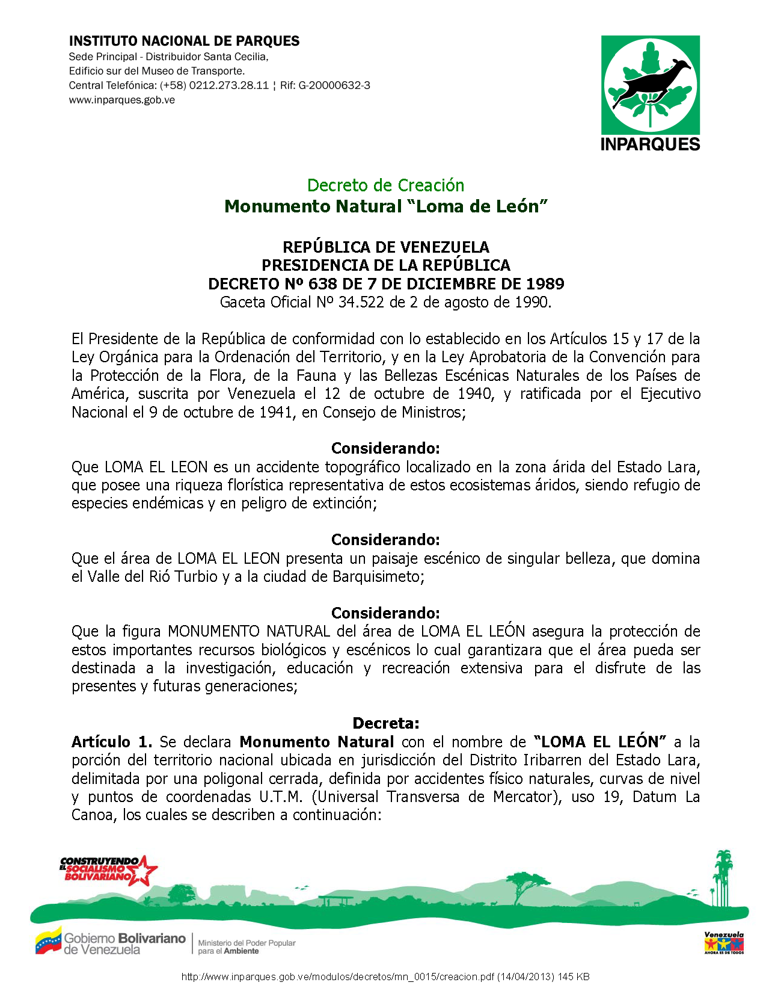 INSTITUTO NACIONAL DE PARQUES
Sede Principal - Distribuidor Santa Cecilia,
Edificio sur del Museo de Transporte.
Central Telefónica: (+58) 0212.273.28.11 ¦ Rif: G-20000632-3
www.inparques.gob.ve
INPARQUES
Decreto de Creación
Monumento Natural “Loma de León”
REPÚBLICA DE VENEZUELA
PRESIDENCIA DE LA REPÚBLICA
DECRETO Nº 638 DE 7 DE DICIEMBRE DE 1989
Gaceta Oficial Nº 34.522 de 2 de agosto de 1990.
El Presidente de la República de conformidad con lo establecido en los Artículos 15 y 17 de la
Ley Orgánica para la Ordenación del Territorio, y en la Ley Aprobatoria de la Convención para
la Protección de la Flora, de la Fauna y las Bellezas Escénicas Naturales de los Países de
América, suscrita por Venezuela el 12 de octubre de 1940, y ratificada por el Ejecutivo
Nacional el 9 de octubre de 1941, en Consejo de Ministros;
Considerando:
Que LOMA EL LEON es un accidente topográfico localizado en la zona árida del Estado Lara,
que posee una riqueza florística representativa de estos ecosistemas áridos, siendo refugio de
especies endémicas y en peligro de extinción;
Considerando:
Que el área de LOMA EL LEON presenta un paisaje escénico de singular belleza, que domina
el Valle del Rió Turbio y a la ciudad de Barquisimeto;
Considerando:
Que la figura MONUMENTO NATURAL del área de LOMA EL LEÓN asegura la protección de
estos importantes recursos biológicos y escénicos lo cual garantizara que el área pueda ser
destinada a la investigación, educación y recreación extensiva para el disfrute de las
presentes y futuras generaciones;
Decreta:
Artículo 1. Se declara Monumento Natural con el nombre de “LOMA EL LEÓN” a la
porción del territorio nacional ubicada en jurisdicción del Distrito Iribarren del Estado Lara,
delimitada por una poligonal cerrada, definida por accidentes físico naturales, curvas de nivel
y puntos de coordenadas U.T.M. (Universal Transversa de Mercator), uso 19, Datum La
Canoa, los cuales se describen a continuación:
CONSTRUYENDO
EL SOCIALISMO
BOLIVARIANO
Gobierno Bolivariano
de Venezuela
Ministerio del Poder Popular
para el Ambiente
Venezuela
AHORA ES DE TODOS
http://www.inparques.gob.ve/modulos/decretos/mn_0015/creacion.pdf (14/04/2013) 145 KB